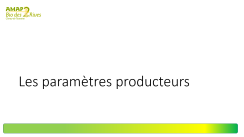 AMAP
Bio des 2 Rives
Les paramètres producteurs